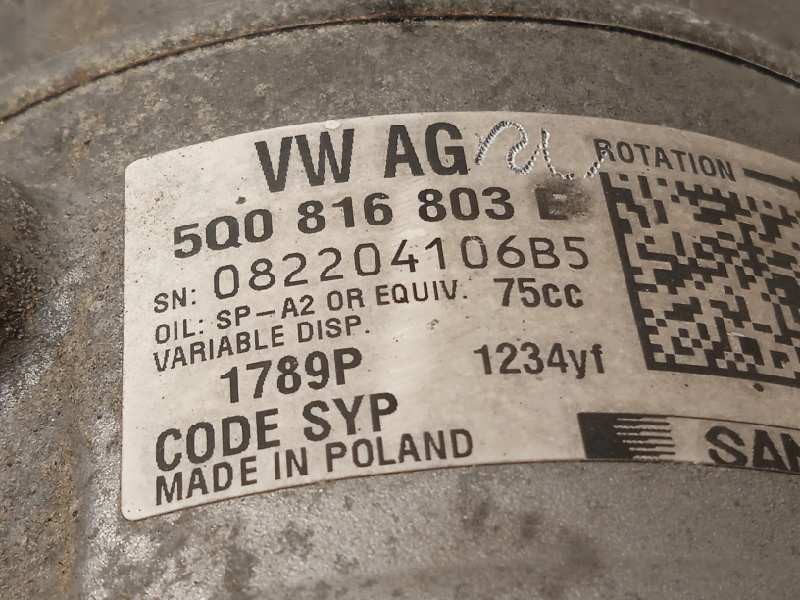 VW AG
ROTATION
5Q0 816 803 E
SN: 082204106B5
OIL: SP-A2 OR EQUIV. 75cc
VARIABLE DISP.
1789P 1234yf
CODE SYP
MADE IN POLAND
SAN